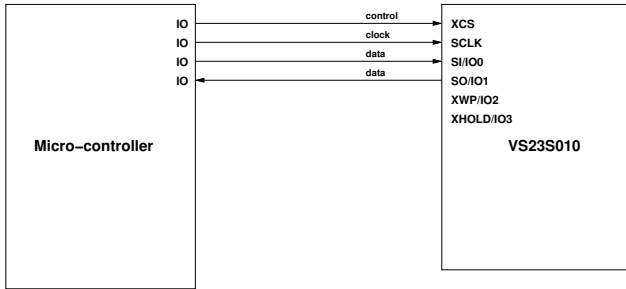 control
IO XCS
clock
IO SCLK
data
IO SI/IO0
data
IO SO/IO1
XWP/IO2
XHOLD/IO3
Micro-controller VS23S010